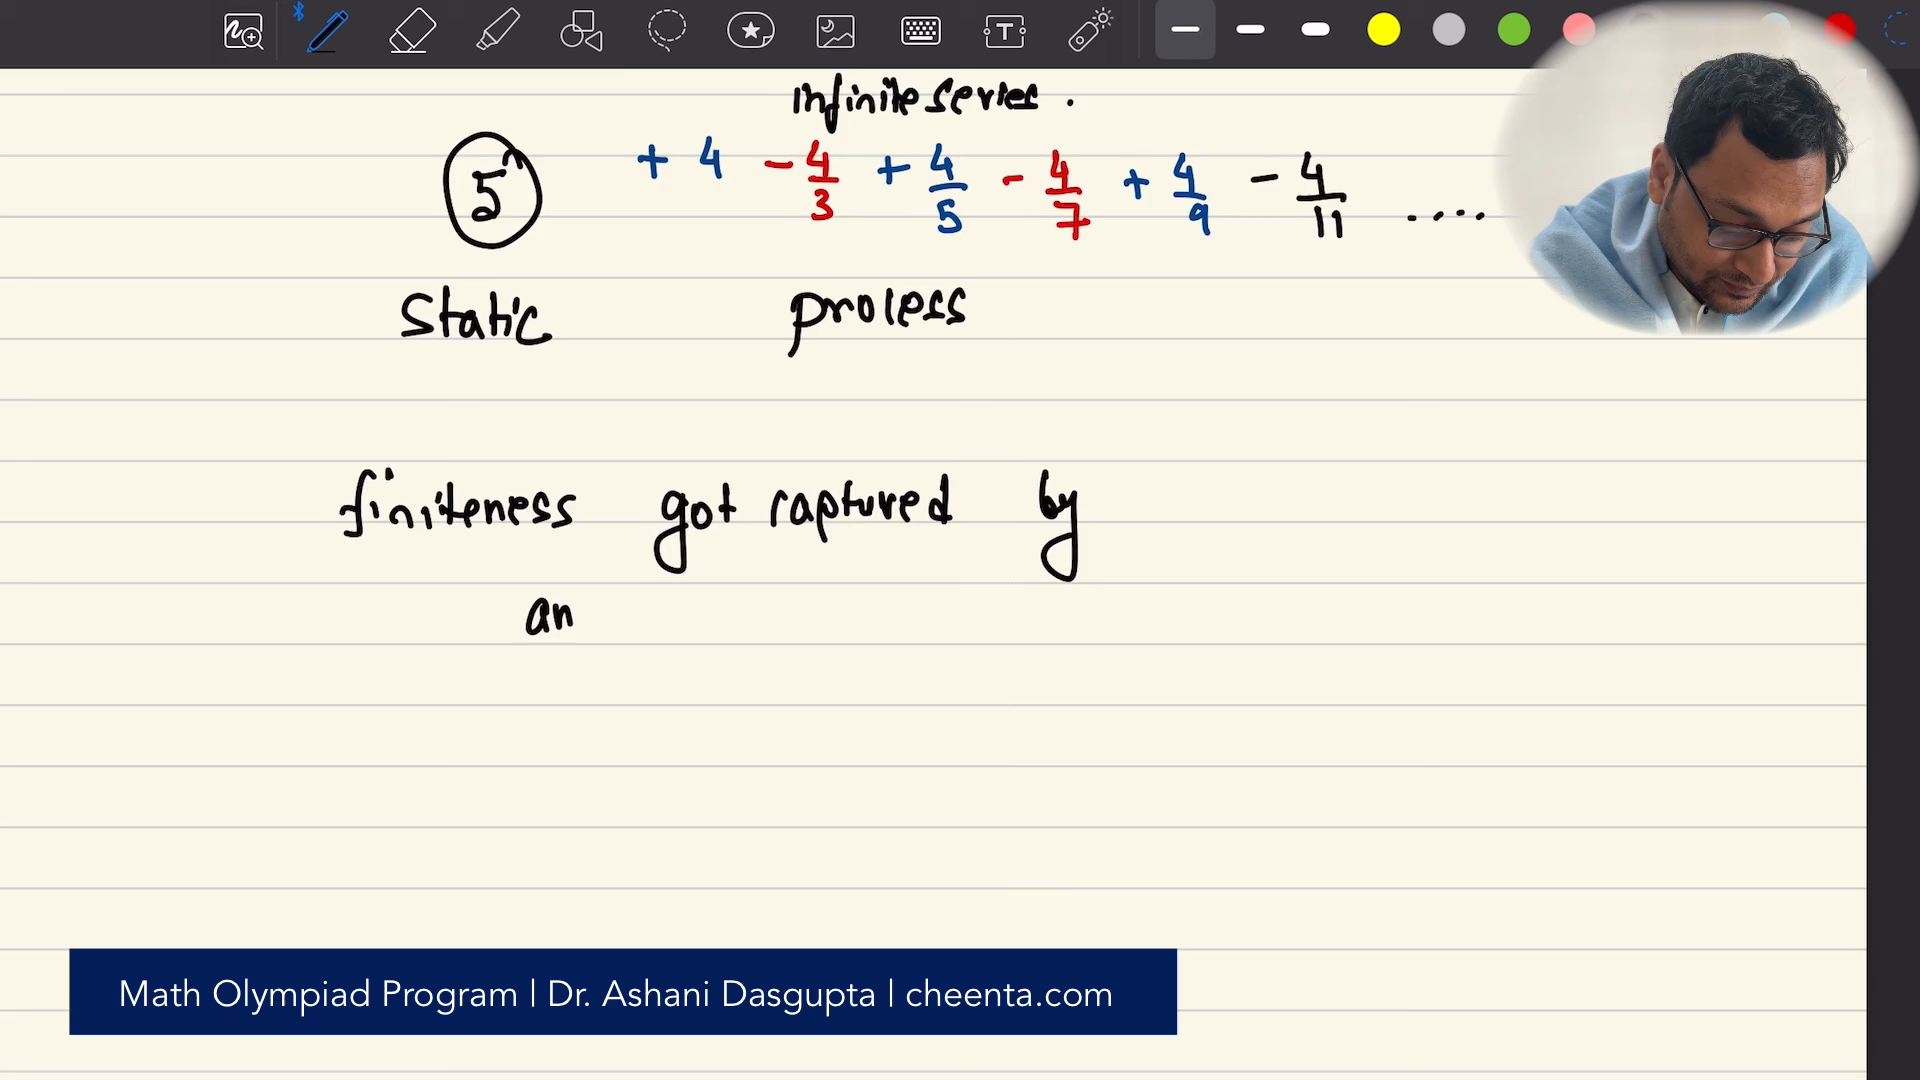 infinite series.
5 + 4 - 4/3 + 4/5 - 4/7 + 4/9 - 4/11 ....
static process
finiteness got captured by
an
Math Olympiad Program | Dr. Ashani Dasgupta | cheenta.com